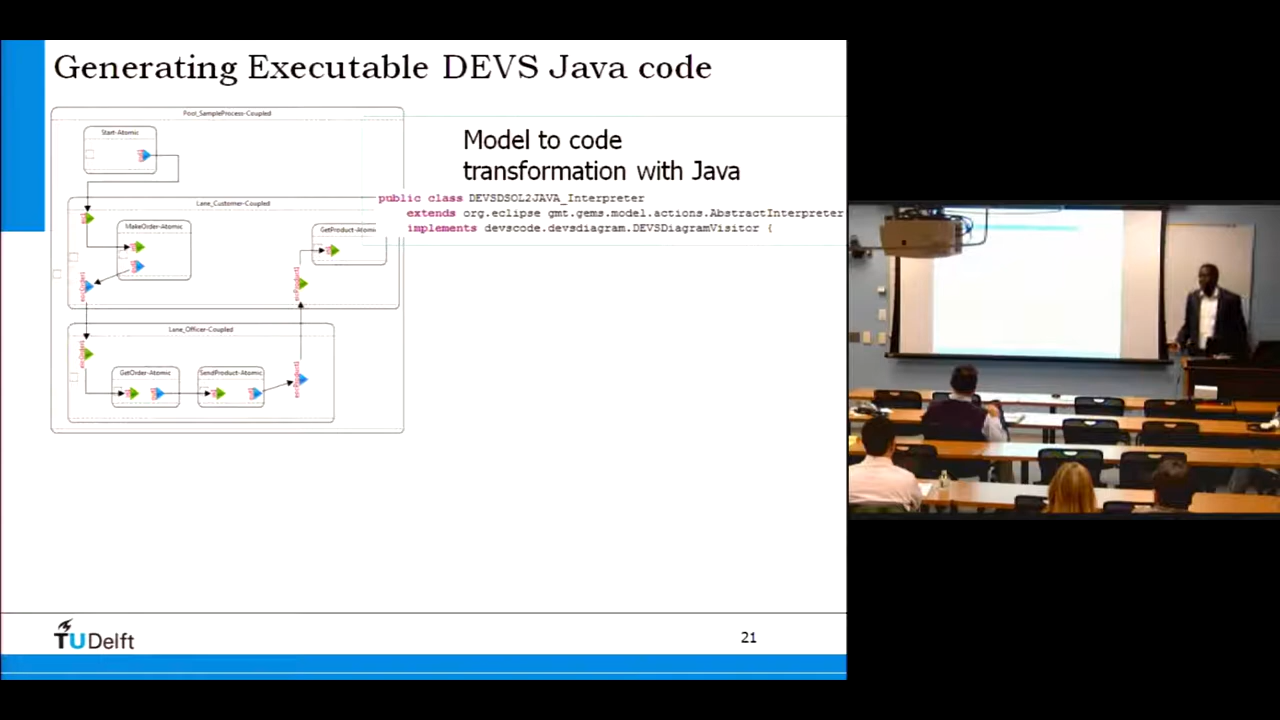 Generating Executable DEVS Java code
Pool_SampleProcess-Coupled
Start-Atomic
Model to code
transformation with Java
public class DEVSDSOL2JAVA_Interpreter
extends org.eclipse gmt.gems.model.actions.AbstractInterpreter
implements devscode.devsdiagram.DEVSDiagramVisitor {
Lane_Customer-Coupled
MakeOrder-Atomic
GetProduct-Atomic
Lane_Officer-Coupled
GetOrder-Atomic
SendProduct-Atomic
TUDelft
21